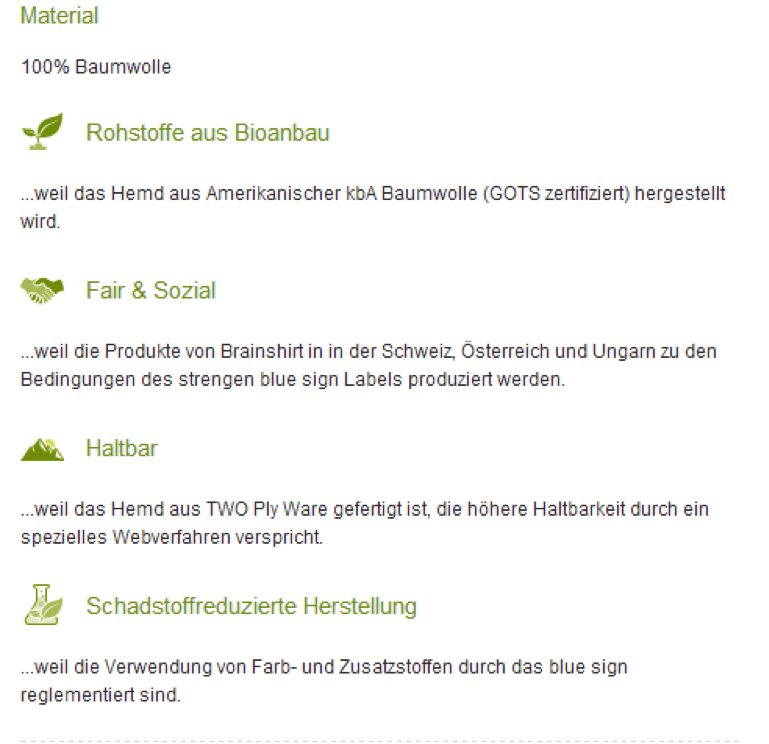 Material
100% Baumwolle
Rohstoffe aus Bioanbau
...weil das Hemd aus Amerikanischer kbA Baumwolle (GOTS zertifiziert) hergestellt
wird.
Fair & Sozial
...weil die Produkte von Brainshirt in in der Schweiz, Österreich und Ungarn zu den
Bedingungen des strengen blue sign Labels produziert werden.
Haltbar
...weil das Hemd aus TWO Ply Ware gefertigt ist, die höhere Haltbarkeit durch ein
spezielles Webverfahren verspricht.
Schadstoffreduzierte Herstellung
...weil die Verwendung von Farb- und Zusatzstoffen durch das blue sign
reglementiert sind.